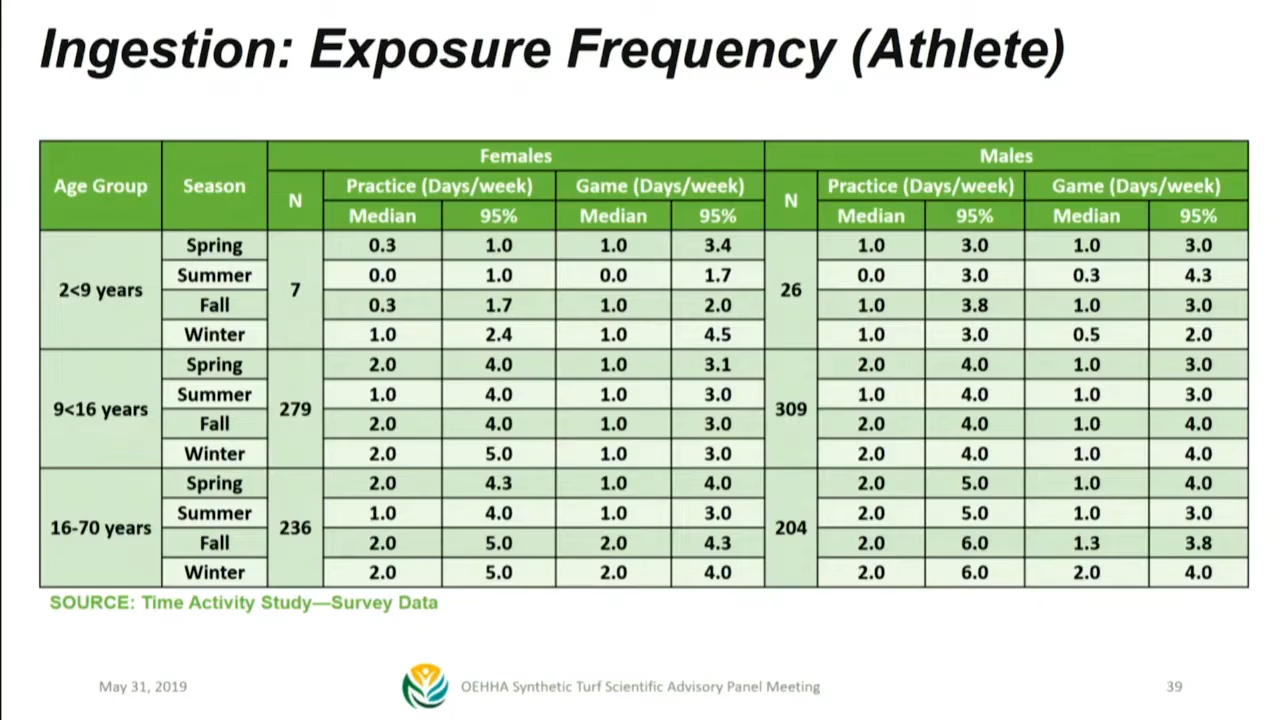 Ingestion: Exposure Frequency (Athlete)
Age Group Season Females Males
N Practice (Days/week) Game (Days/week) N Practice (Days/week) Game (Days/week)
Median 95% Median 95% Median 95% Median 95%
2<9 years 7 26
Spring 0.3 1.0 1.0 3.4 1.0 3.0 1.0 3.0
Summer 0.0 1.0 0.0 1.7 0.0 3.0 0.3 4.3
Fall 0.3 1.7 1.0 2.0 1.0 3.8 1.0 3.0
Winter 1.0 2.4 1.0 4.5 1.0 3.0 0.5 2.0
9<16 years 279 309
Spring 2.0 4.0 1.0 3.1 2.0 4.0 1.0 3.0
Summer 1.0 4.0 1.0 3.0 1.0 4.0 1.0 3.0
Fall 2.0 4.0 1.0 3.0 2.0 4.0 1.0 4.0
Winter 2.0 5.0 1.0 3.0 2.0 4.0 1.0 4.0
16-70 years 236 204
Spring 2.0 4.3 1.0 4.0 2.0 5.0 1.0 4.0
Summer 1.0 4.0 1.0 3.0 2.0 5.0 1.0 3.0
Fall 2.0 5.0 2.0 4.3 2.0 6.0 1.3 3.8
Winter 2.0 5.0 2.0 4.0 2.0 6.0 2.0 4.0
SOURCE: Time Activity Study—Survey Data
May 31, 2019 OEHHA Synthetic Turf Scientific Advisory Panel Meeting 39